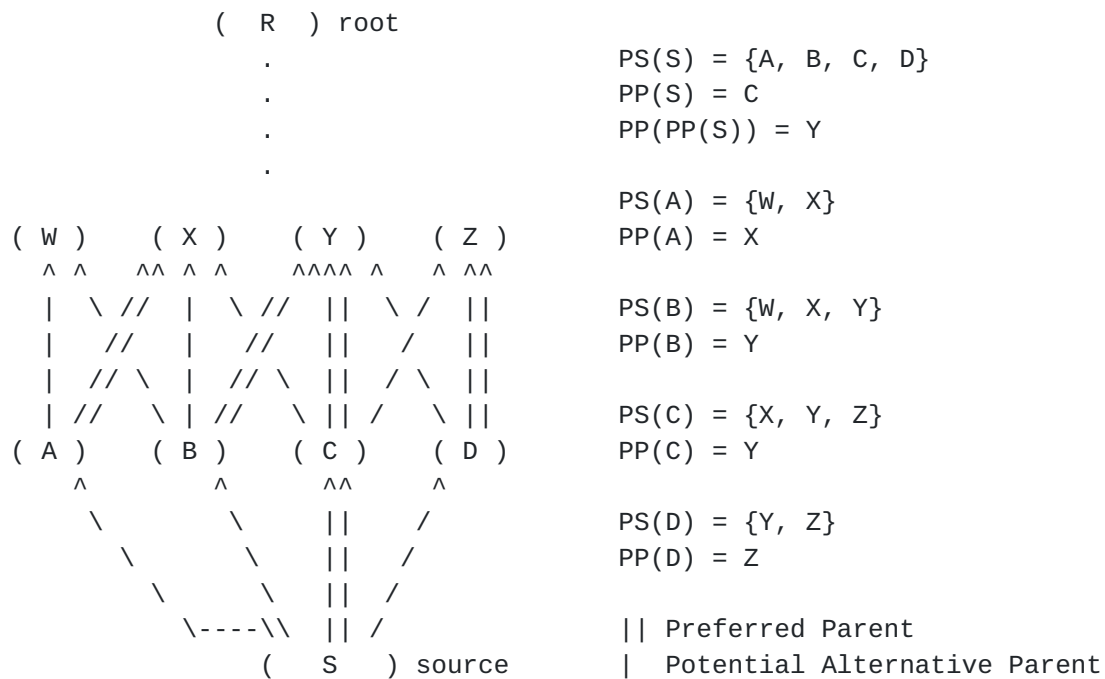 ( R ) root
PS(S) = {A, B, C, D}
PP(S) = C
PP(PP(S)) = Y
PS(A) = {W, X}
( W ) ( X ) ( Y ) ( Z ) PP(A) = X
PS(B) = {W, X, Y}
PP(B) = Y
PS(C) = {X, Y, Z}
( A ) ( B ) ( C ) ( D ) PP(C) = Y
PS(D) = {Y, Z}
PP(D) = Z
|| Preferred Parent
( S ) source | Potential Alternative Parent